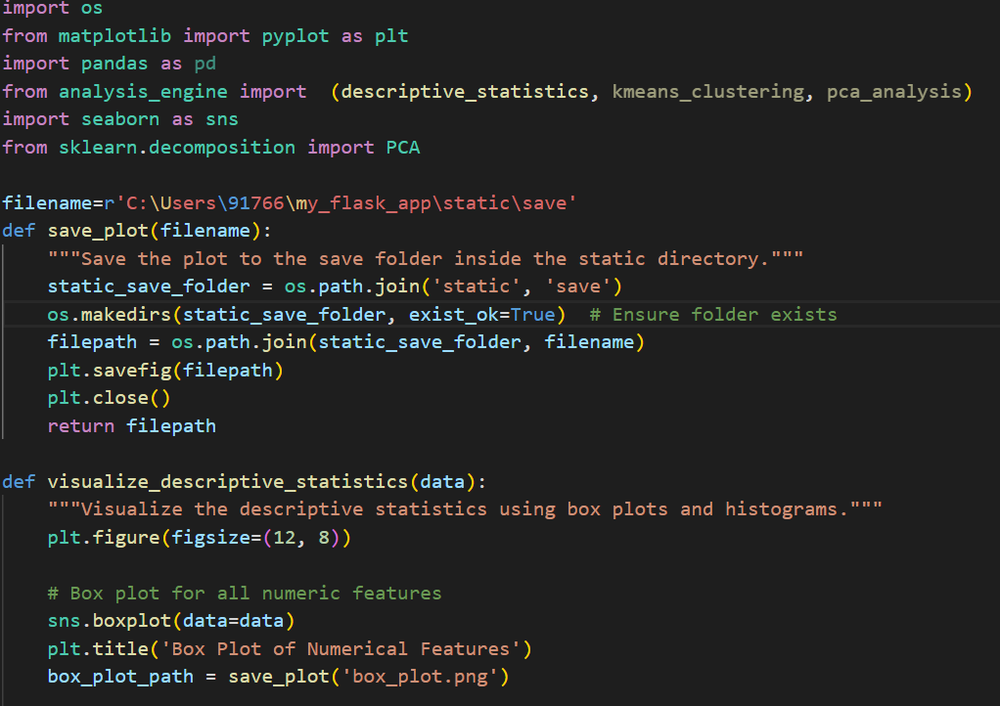 import os
from matplotlib import pyplot as plt
import pandas as pd
from analysis_engine import  (descriptive_statistics, kmeans_clustering, pca_analysis)
import seaborn as sns
from sklearn.decomposition import PCA

filename=r'C:\Users\91766\my_flask_app\static\save'
def save_plot(filename):
    """Save the plot to the save folder inside the static directory."""
    static_save_folder = os.path.join('static', 'save')
    os.makedirs(static_save_folder, exist_ok=True)  # Ensure folder exists
    filepath = os.path.join(static_save_folder, filename)
    plt.savefig(filepath)
    plt.close()
    return filepath

def visualize_descriptive_statistics(data):
    """Visualize the descriptive statistics using box plots and histograms."""
    plt.figure(figsize=(12, 8))

    # Box plot for all numeric features
    sns.boxplot(data=data)
    plt.title('Box Plot of Numerical Features')
    box_plot_path = save_plot('box_plot.png')